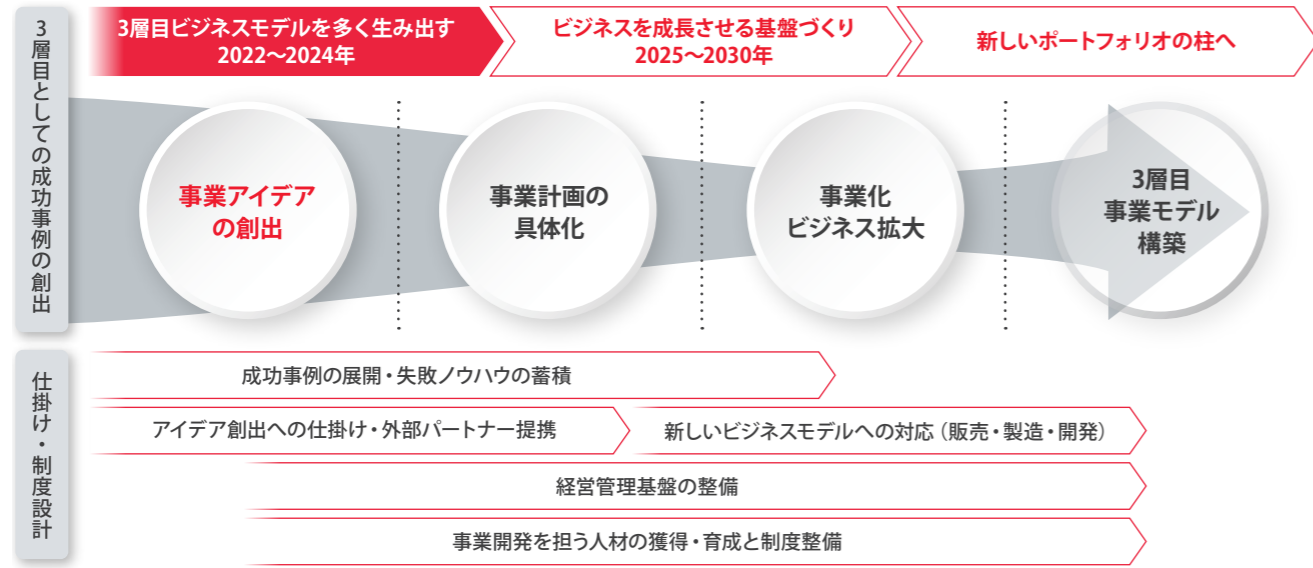 3層目としての成功事例の創出
3層目ビジネスモデルを多く生み出す
2022～2024年
ビジネスを成長させる基盤づくり
2025～2030年
新しいポートフォリオの柱へ
事業アイデア
の創出
事業計画の
具体化
事業化
ビジネス拡大
3層目
事業モデル
構築
仕掛け・制度設計
成功事例の展開・失敗ノウハウの蓄積
アイデア創出への仕掛け・外部パートナー提携
新しいビジネスモデルへの対応（販売・製造・開発）
経営管理基盤の整備
事業開発を担う人材の獲得・育成と制度整備